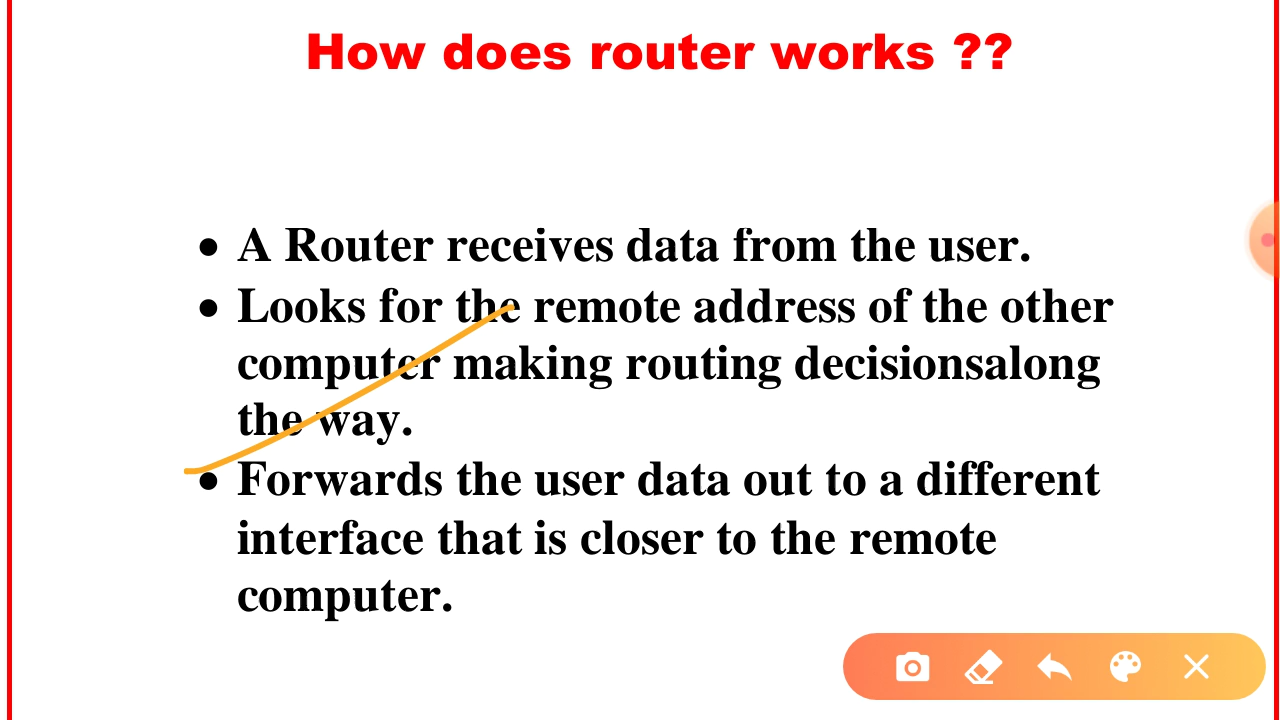 How does router works ??
• A Router receives data from the user.
• Looks for the remote address of the other
computer making routing decisionsalong
the way.
• Forwards the user data out to a different
interface that is closer to the remote
computer.